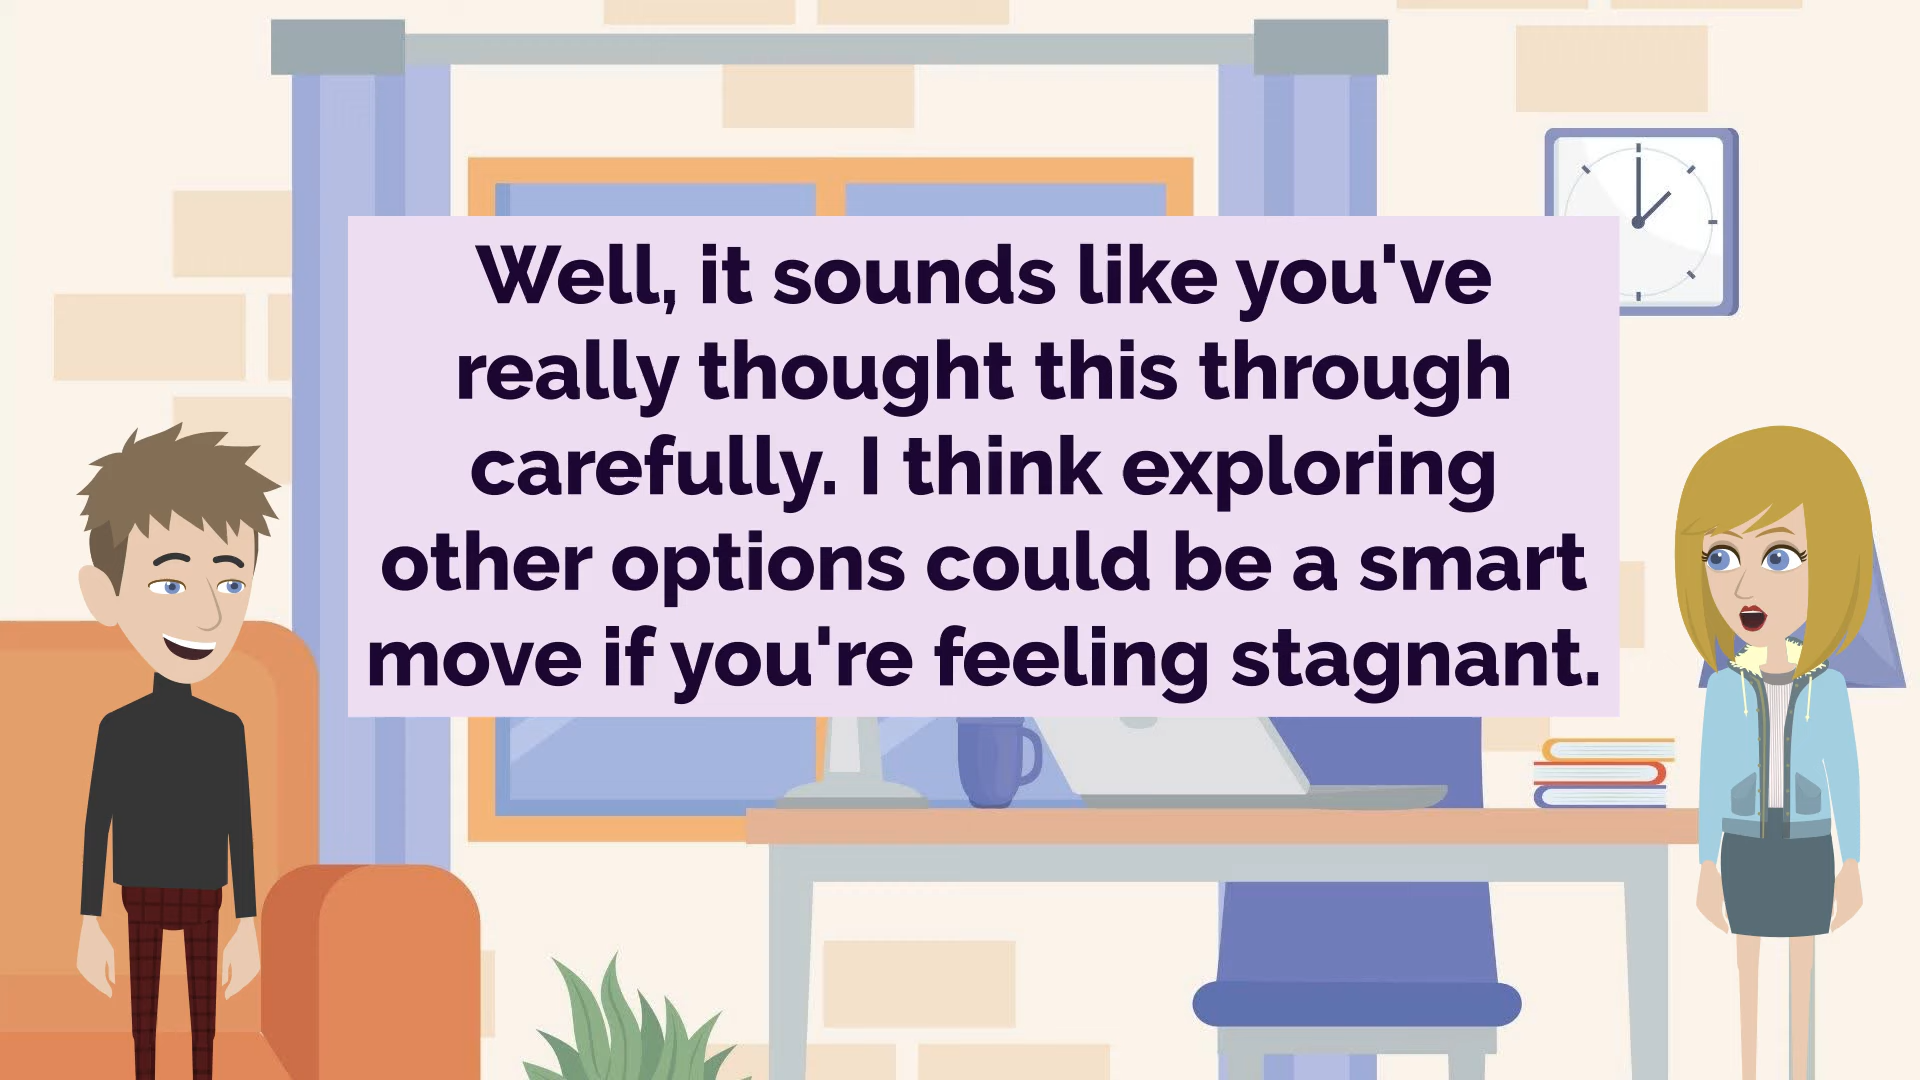 Well, it sounds like you've
really thought this through
carefully. I think exploring
other options could be a smart
move if you're feeling stagnant.